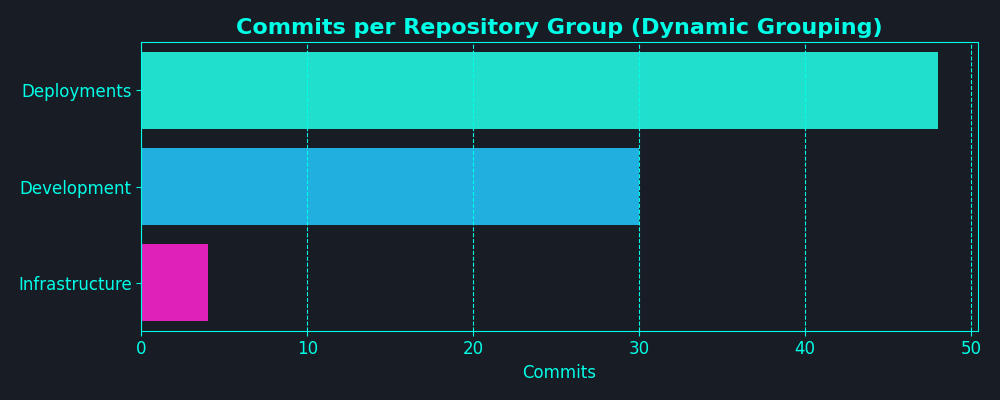 Commits per Repository Group (Dynamic Grouping)
Deployments
Development
Infrastructure
0 10 20 30 40 50
Commits